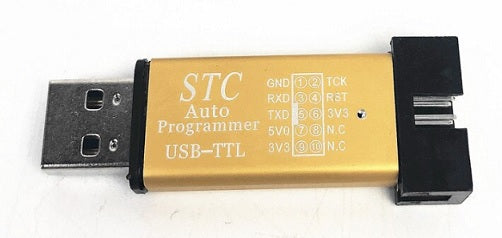 STC
Auto
Programmer
USB-TTL
GND ① ② TCK
RXD ③ ④ RST
TXD ⑤ ⑥ 3V3
5V0 ⑦ ⑧ N.C
3V3 ⑨ ⑩ N.C